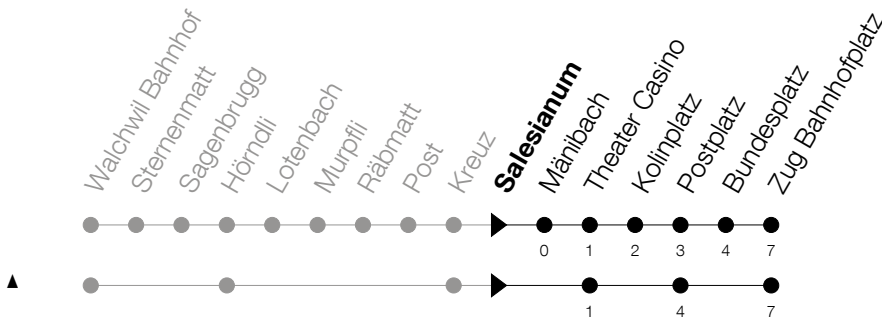 Walchwil Bahnhof
Sternenmatt
Sagenbrugg
Hörndli
Lotenbach
Murpfli
Räbmatt
Post
Kreuz
Salesianum
Mänibach
Theater Casino
Kolinplatz
Postplatz
Bundesplatz
Zug Bahnhofplatz
0 1 2 3 4 7
1 4 7